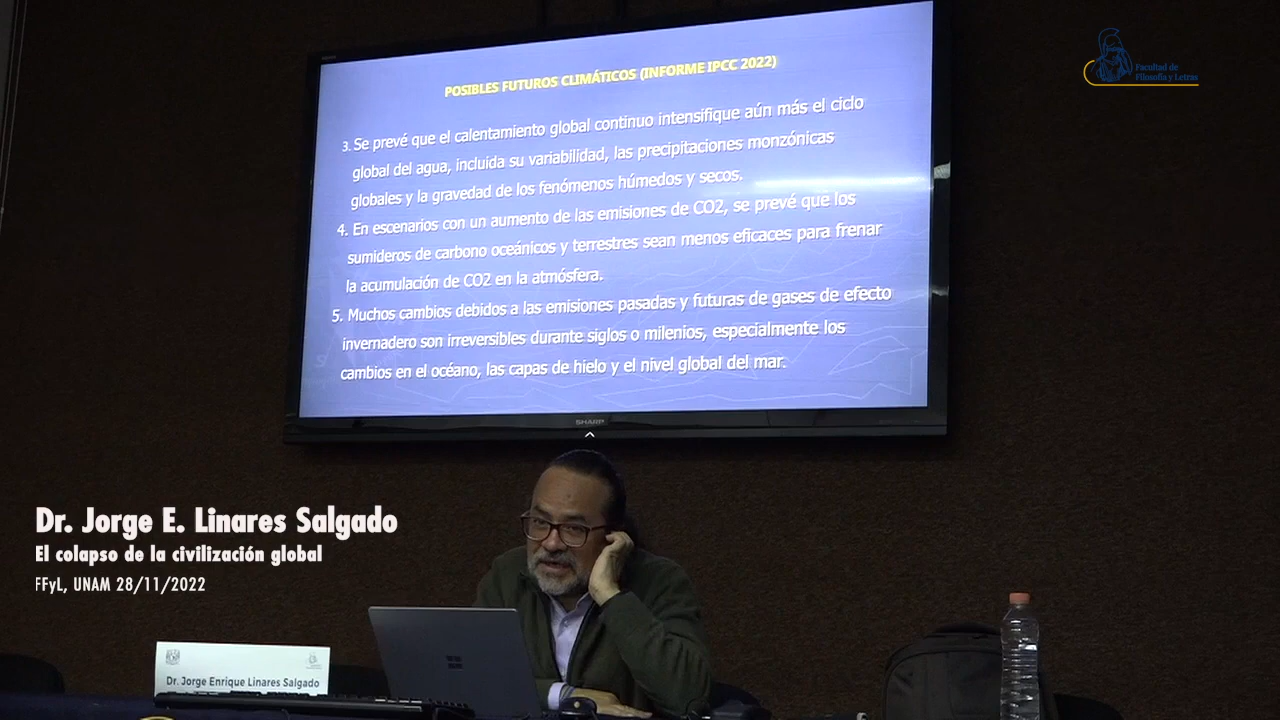 POSIBLES FUTUROS CLIMÁTICOS (INFORME IPCC 2022)
3. Se prevé que el calentamiento global continuo intensifique aún más el ciclo
global del agua, incluida su variabilidad, las precipitaciones monzónicas
globales y la gravedad de los fenómenos húmedos y secos.
4. En escenarios con un aumento de las emisiones de CO2, se prevé que los
sumideros de carbono oceánicos y terrestres sean menos eficaces para frenar
la acumulación de CO2 en la atmósfera.
5. Muchos cambios debidos a las emisiones pasadas y futuras de gases de efecto
invernadero son irreversibles durante siglos o milenios, especialmente los
cambios en el océano, las capas de hielo y el nivel global del mar.
SHARP
Facultad de
Filosofía y Letras
Dr. Jorge E. Linares Salgado
El colapso de la civilización global
FFyL, UNAM 28/11/2022
Dr. Jorge Enrique Linares Salgado